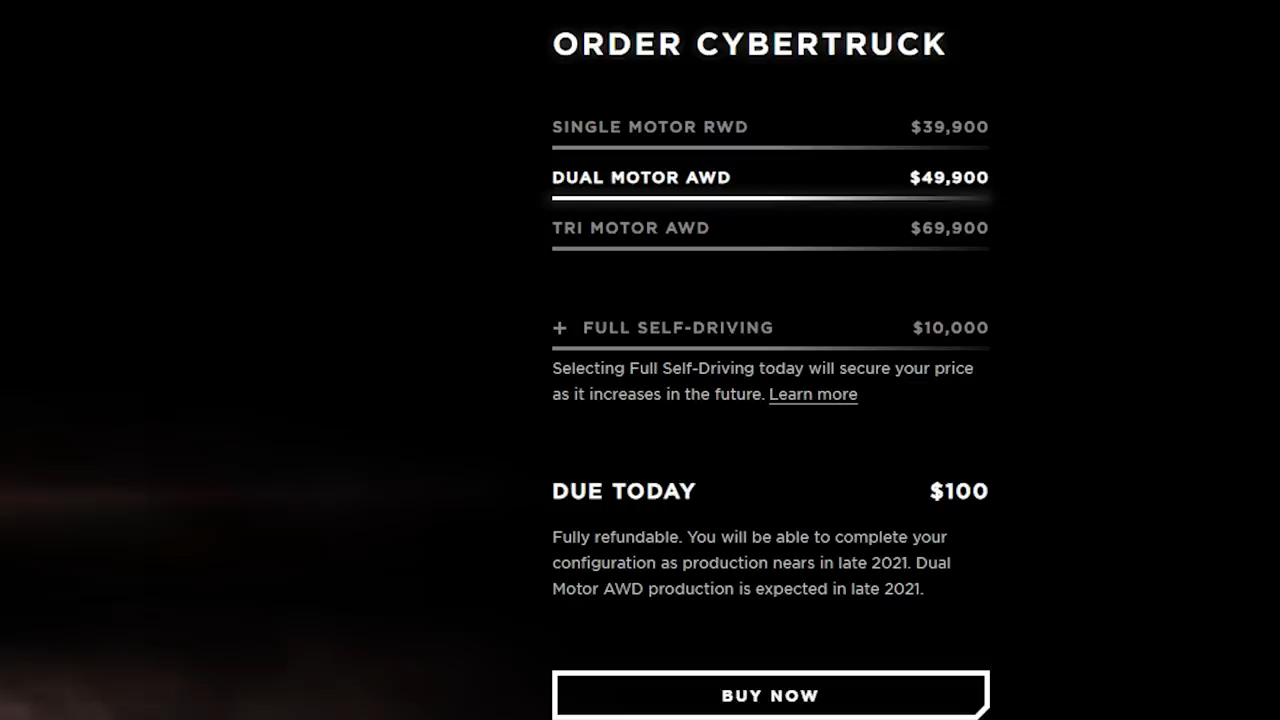 ORDER CYBERTRUCK
SINGLE MOTOR RWD $39,900
DUAL MOTOR AWD $49,900
TRI MOTOR AWD $69,900
+ FULL SELF-DRIVING $10,000
Selecting Full Self-Driving today will secure your price
as it increases in the future. Learn more
DUE TODAY $100
Fully refundable. You will be able to complete your
configuration as production nears in late 2021. Dual
Motor AWD production is expected in late 2021.
BUY NOW